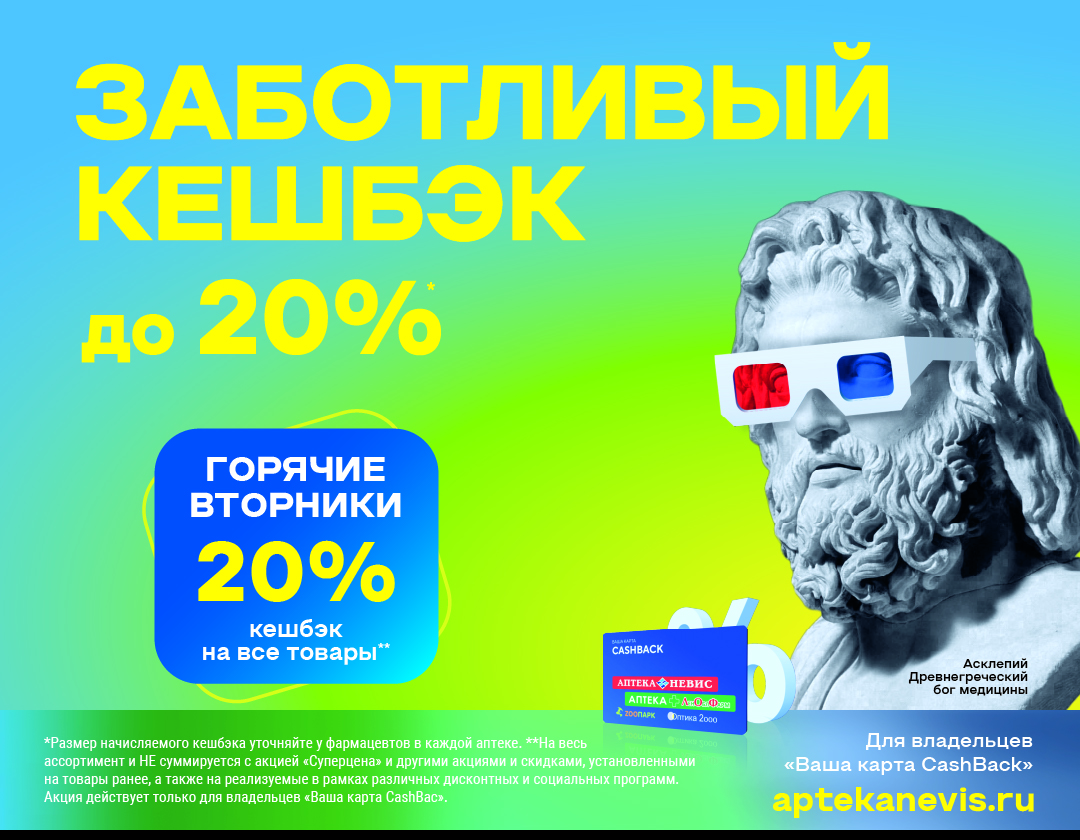 ЗАБОТЛИВЫЙ
КЕШБЭК
до 20%*
ГОРЯЧИЕ
ВТОРНИКИ
20%
кешбэк
на все товары**
ВАША КАРТА
CASHBACK
АПТЕКА НЕВИС
АПТЕКА
ZООПАРК
Оптика 2000
Асклепий
Древнегреческий
бог медицины
*Размер начисляемого кешбэка уточняйте у фармацевтов в каждой аптеке. **На весь
ассортимент и НЕ суммируется с акцией «Суперцена» и другими акциями и скидками, установленными
на товары ранее, а также на реализуемые в рамках различных дисконтных и социальных программ.
Акция действует только для владельцев «Ваша карта CashBac».
Для владельцев
«Ваша карта CashBack»
aptekanevis.ru